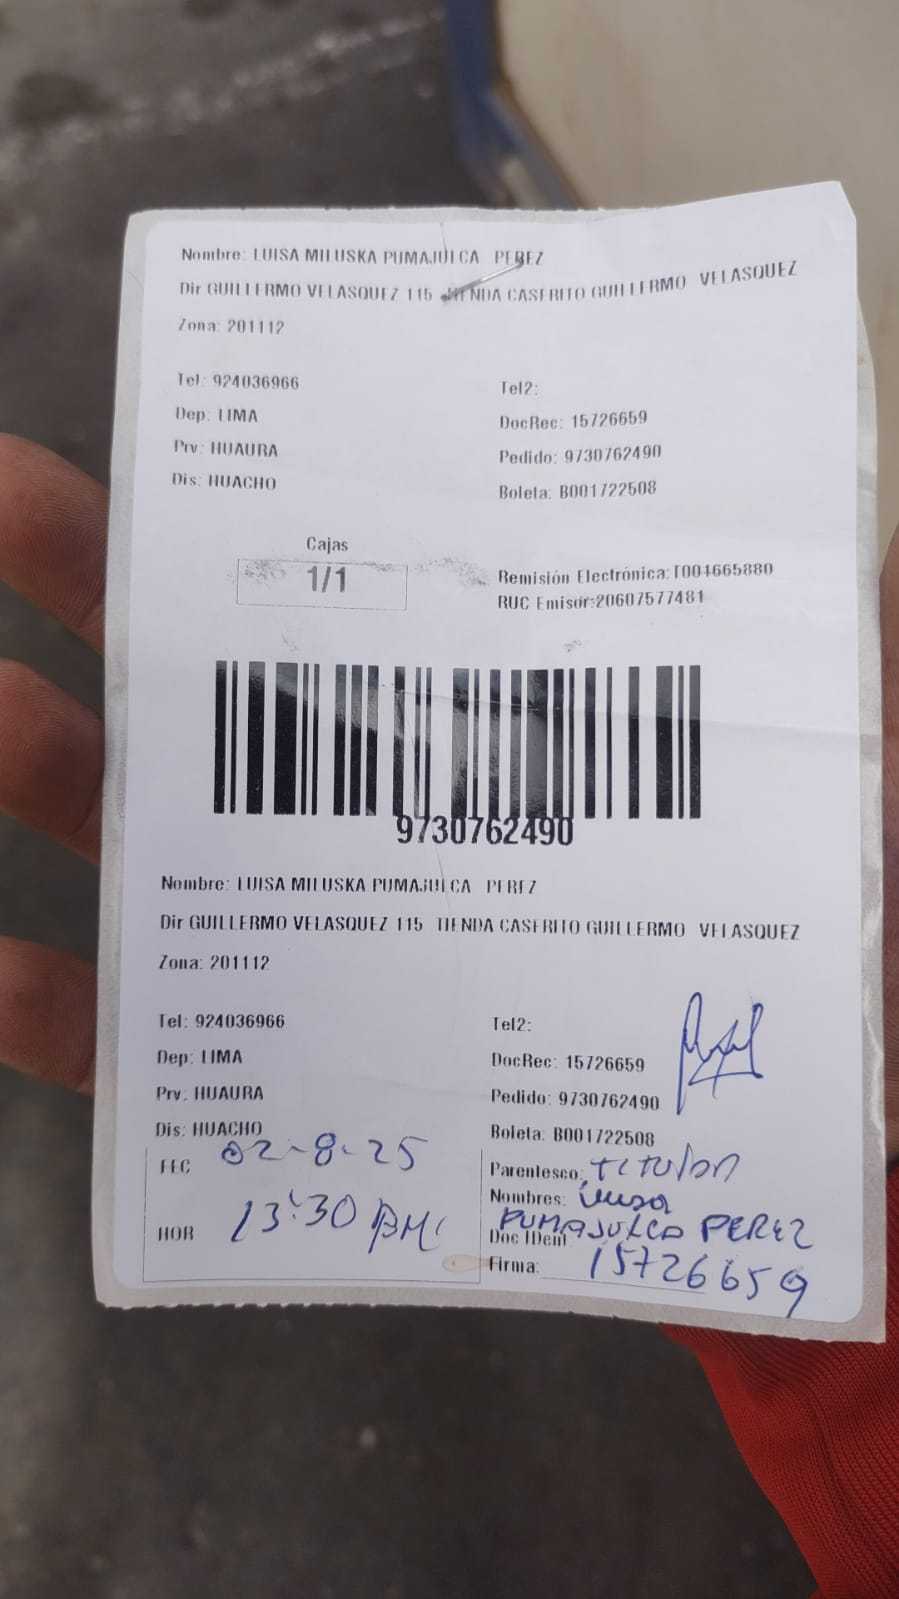 Nombre: LUISA MILUSKA PUMAJULCA PEREZ
Dir GUILLERMO VELASQUEZ 115 TIENDA CASERITO GUILLERMO VELASQUEZ
Zona: 201112
Tel: 924036966 Tel2:
Dep: LIMA DocRec: 15726659
Prv: HUAURA Pedido: 9730762490
Dis: HUACHO Boleta: B001722508
Cajas
1/1
Remisión Electrónica:T001665880
RUC Emisor:20607577481
9730762490
Nombre: LUISA MILUSKA PUMAJULCA PEREZ
Dir GUILLERMO VELASQUEZ 115 TIENDA CASERITO GUILLERMO VELASQUEZ
Zona: 201112
Tel: 924036966 Tel2:
Dep: LIMA DocRec: 15726659
Prv: HUAURA Pedido: 9730762490
Dis: HUACHO Boleta: B001722508
FEC 02-8-25 Parentesco: titular
Nombres: Luisa
HOR 13:30 PM PUMAJULCA PEREZ
Doc IDent
Firma: 15726659